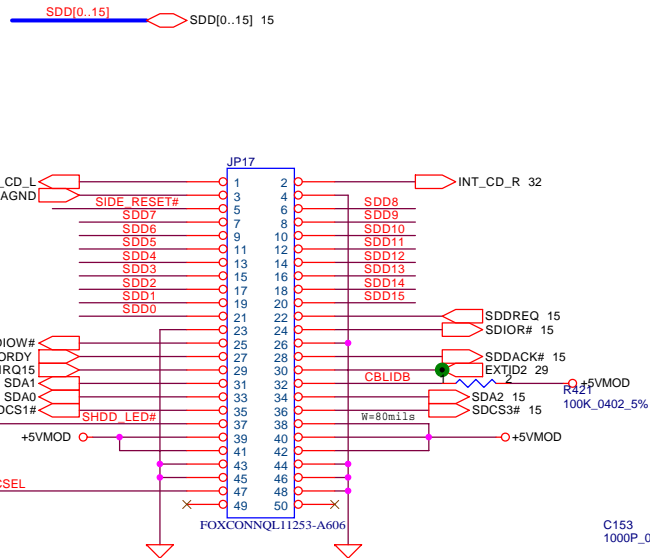 SDD[0..15]
SDD[0..15] 15
JP17
_CD_L 1 2 INT_CD_R 32
AGND 3 4
SIDE_RESET# 5 6 SDD8
SDD7 7 8 SDD9
SDD6 9 10 SDD10
SDD5 11 12 SDD11
SDD4 13 14 SDD12
SDD3 15 16 SDD13
SDD2 17 18 SDD14
SDD1 19 20 SDD15
SDD0 21 22 SDDREQ 15
23 24 SDIOR# 15
DIOW# 25 26
ORDY 27 28 SDDACK# 15
IRQ15 29 30 EXTID2 29
SDA1 31 32 CBLIDB 2 +5VMOD
SDA0 33 34 SDA2 15
R421
DCS1# 35 36 SDCS3# 15
100K_0402_5%
SHDD_LED# 37 38 W=80mils
+5VMOD 39 40 +5VMOD
41 42
43 44
45 46
CSEL 47 48
49 50
FOXCONNQL11253-A606
C153
1000P_0